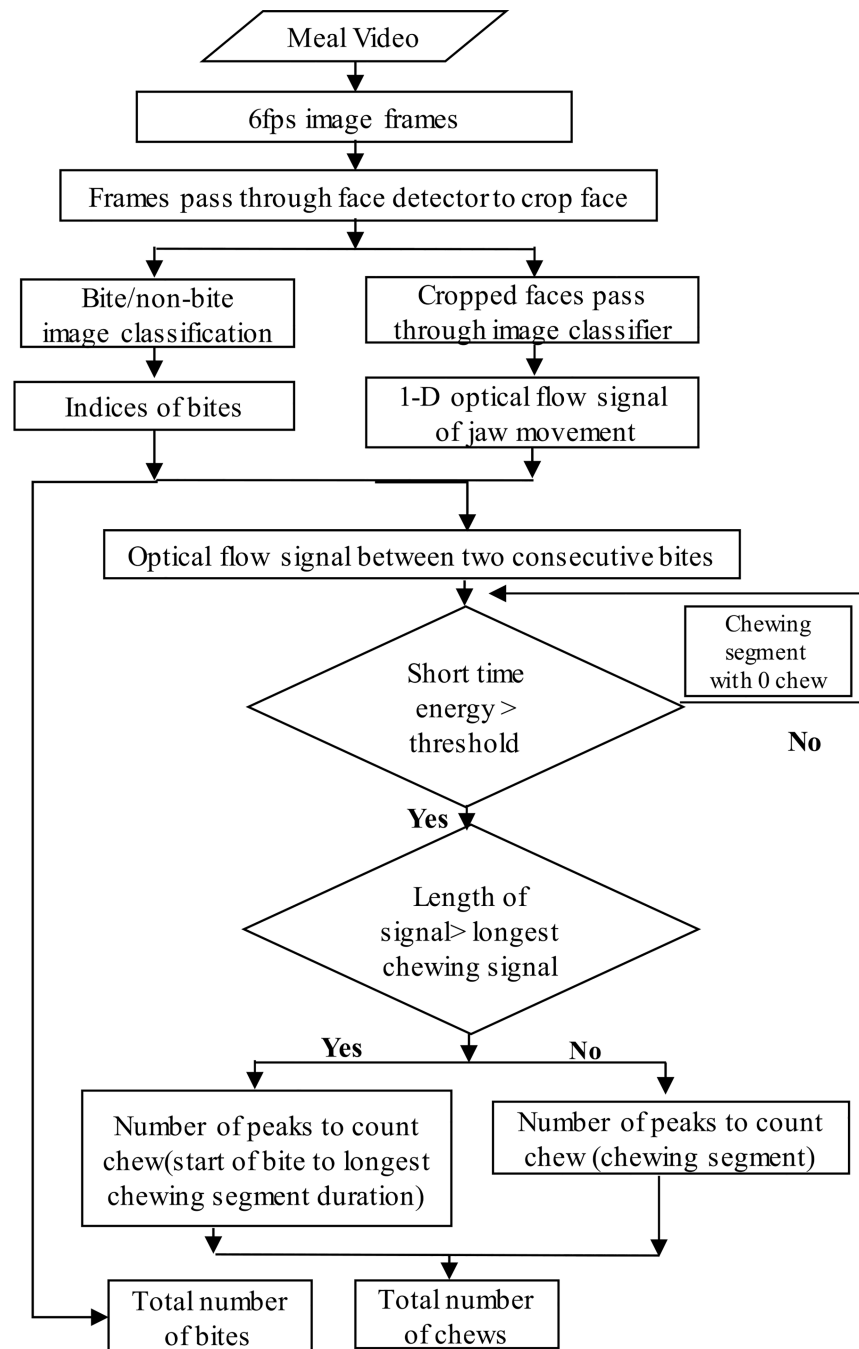 Meal Video
6fps image frames
Frames pass through face detector to crop face
Bite/non-bite
image classification
Cropped faces pass
through image classifier
Indices of bites
1-D optical flow signal
of jaw movement
Optical flow signal between two consecutive bites
Short time
energy >
threshold
Chewing
segment
with 0 chew
No
Yes
Length of
signal> longest
chewing signal
Yes
No
Number of peaks to count
chew(start of bite to longest
chewing segment duration)
Number of peaks to count
chew (chewing segment)
Total number
of bites
Total number
of chews